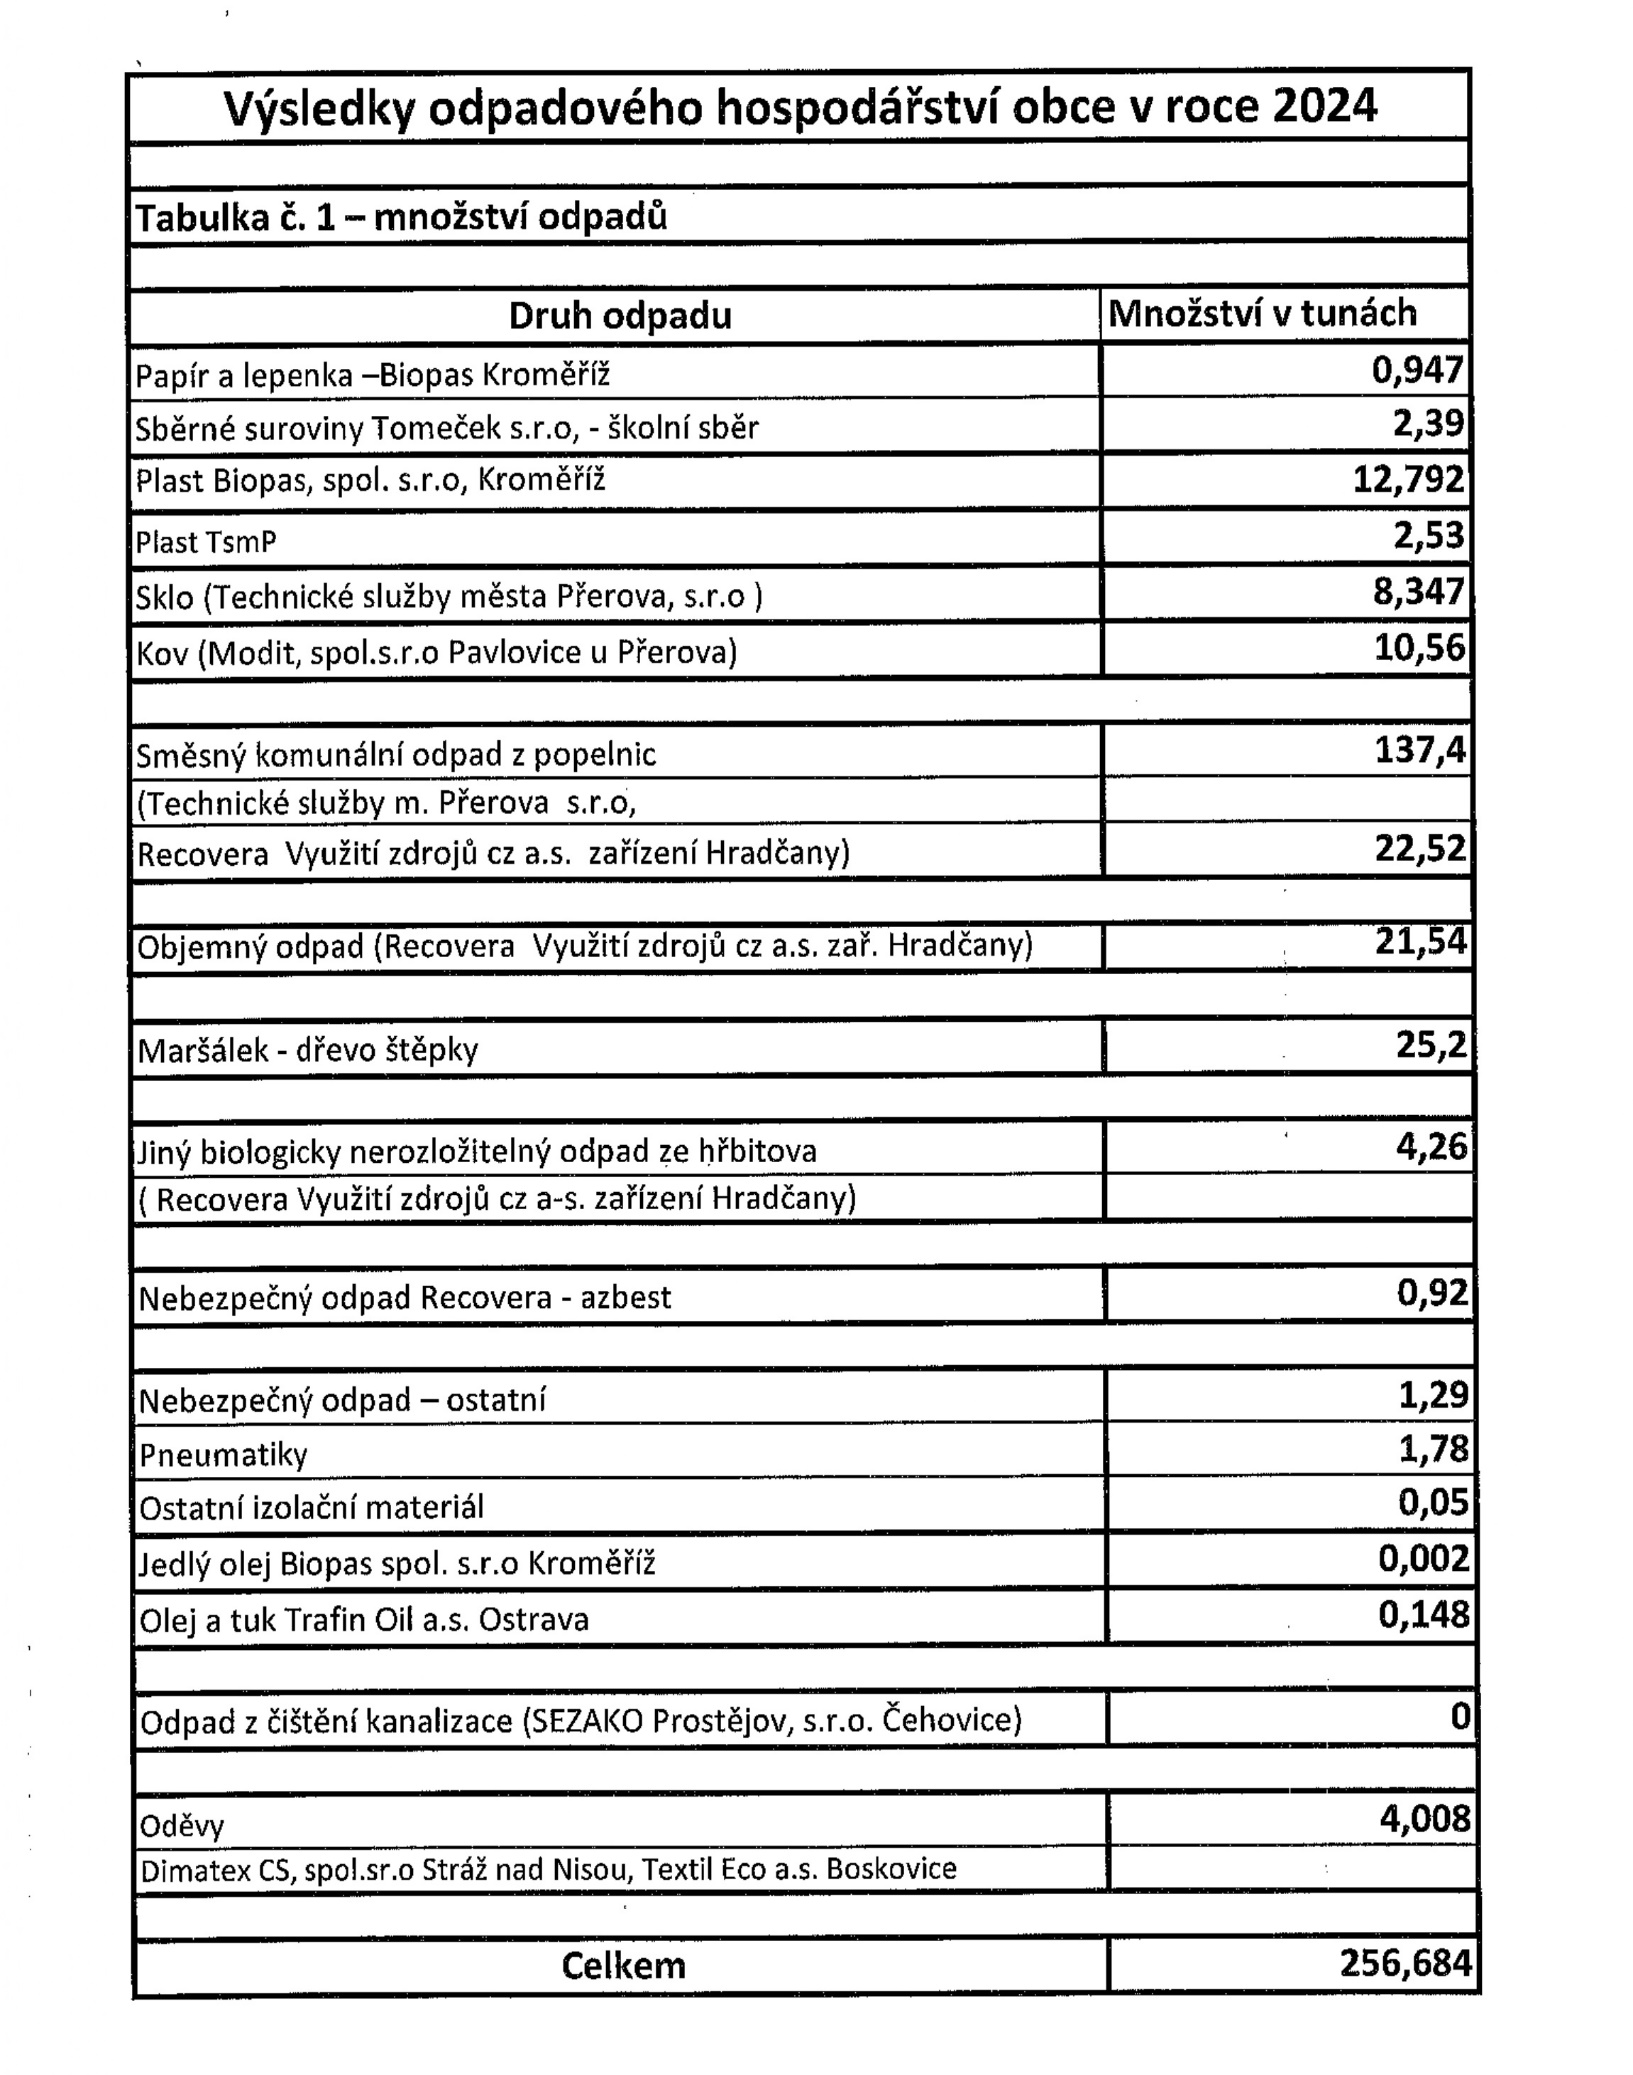 Výsledky odpadového hospodářství obce v roce 2024
Tabulka č. 1 – množství odpadů
Druh odpadu Množství v tunách
Papír a lepenka –Biopas Kroměříž 0,947
Sběrné suroviny Tomeček s.r.o, - školní sběr 2,39
Plast Biopas, spol. s.r.o, Kroměříž 12,792
Plast TsmP 2,53
Sklo (Technické služby města Přerova, s.r.o ) 8,347
Kov (Modit, spol.s.r.o Pavlovice u Přerova) 10,56
Směsný komunální odpad z popelnic 137,4
(Technické služby m. Přerova s.r.o,
Recovera Využití zdrojů cz a.s. zařízení Hradčany) 22,52
Objemný odpad (Recovera Využití zdrojů cz a.s. zař. Hradčany) 21,54
Maršálek - dřevo štěpky 25,2
Jiný biologicky nerozložitelný odpad ze hřbitova 4,26
( Recovera Využití zdrojů cz a-s. zařízení Hradčany)
Nebezpečný odpad Recovera - azbest 0,92
Nebezpečný odpad – ostatní 1,29
Pneumatiky 1,78
Ostatní izolační materiál 0,05
Jedlý olej Biopas spol. s.r.o Kroměříž 0,002
Olej a tuk Trafin Oil a.s. Ostrava 0,148
Odpad z čištění kanalizace (SEZAKO Prostějov, s.r.o. Čehovice) 0
Oděvy 4,008
Dimatex CS, spol.sr.o Stráž nad Nisou, Textil Eco a.s. Boskovice
Celkem 256,684